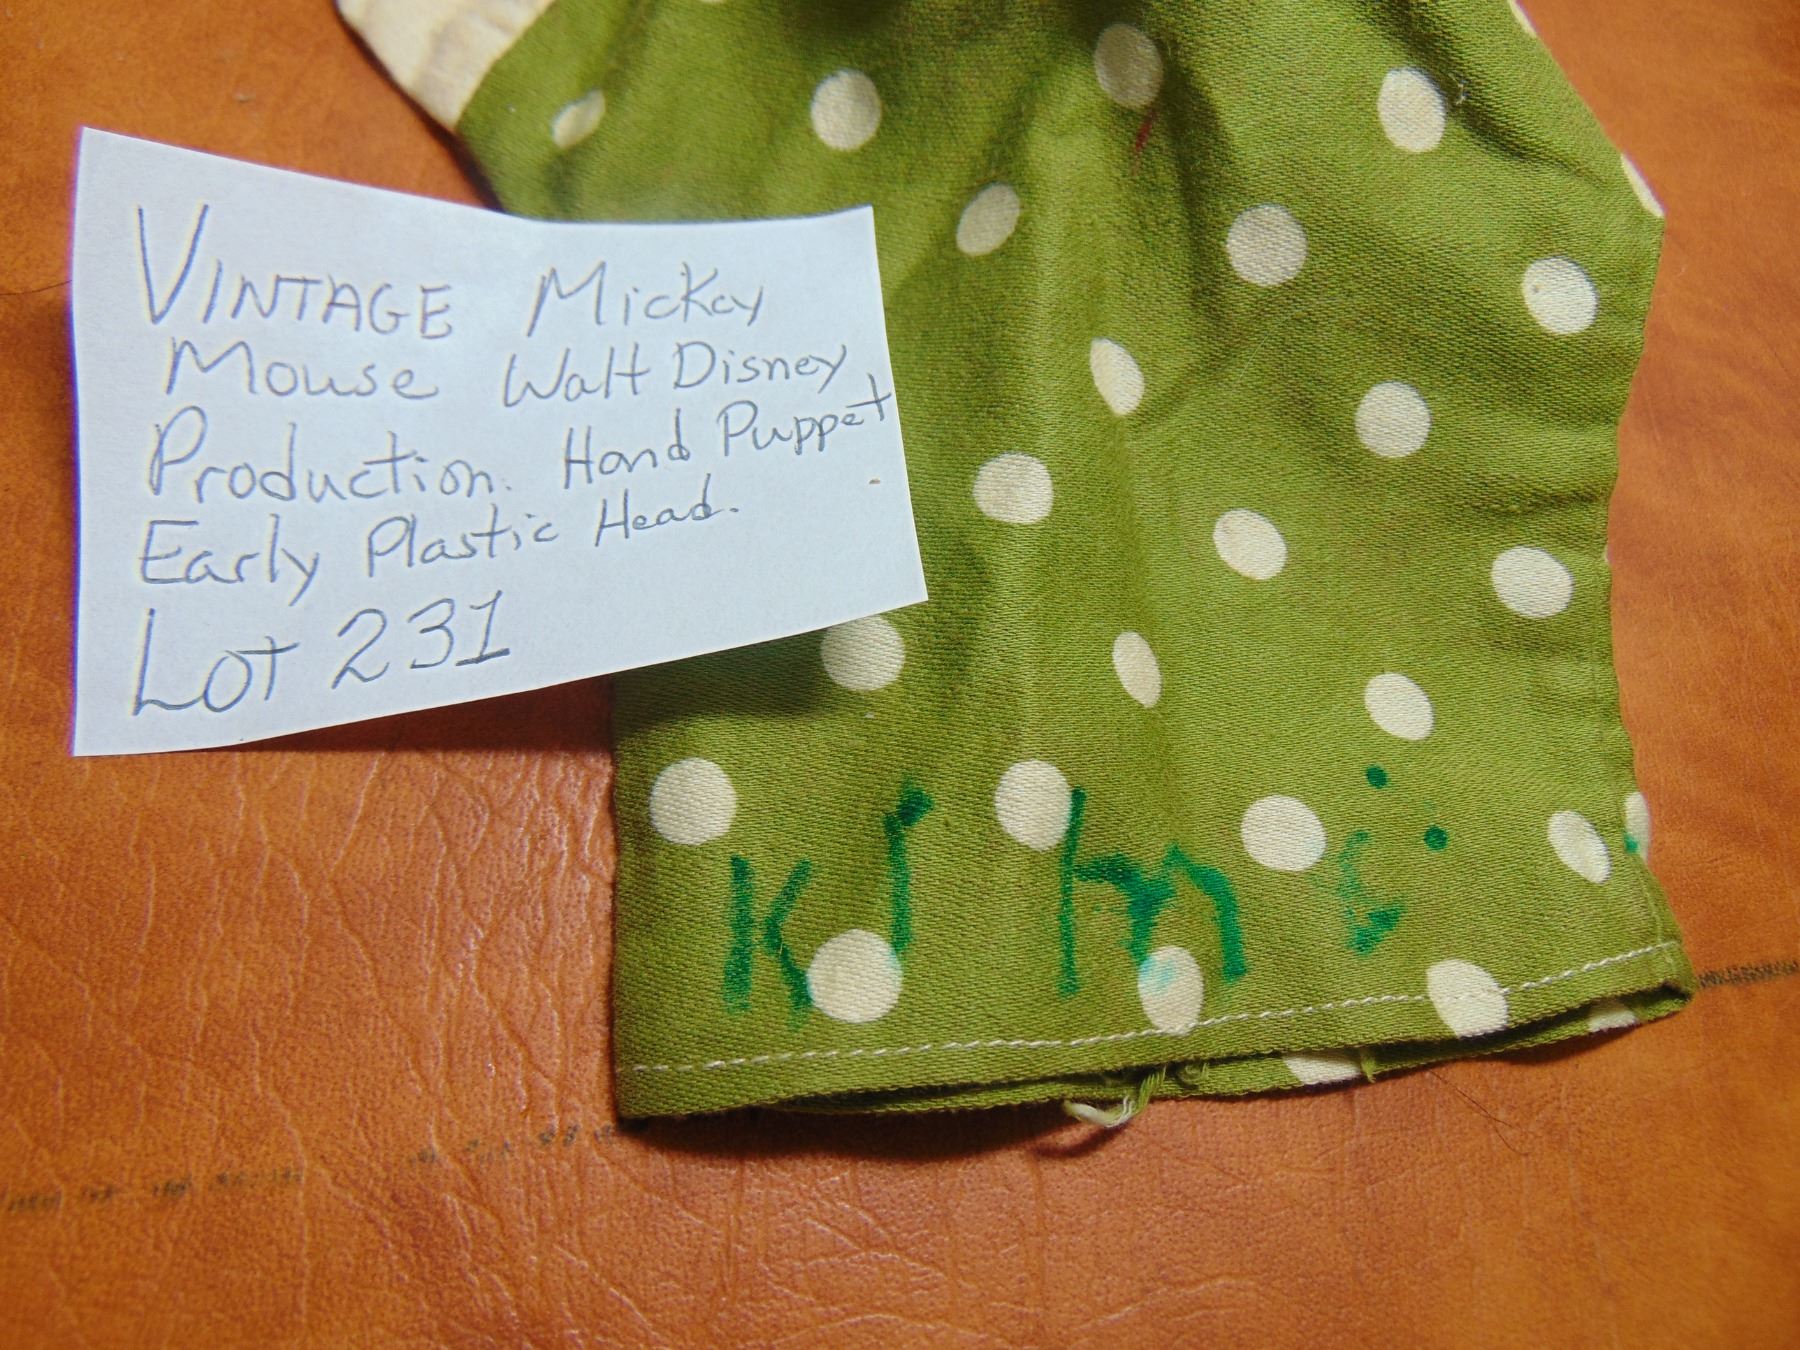 VINTAGE Mickey
Mouse Walt Disney
Production. Hand Puppet
Early Plastic Head.
Lot 231